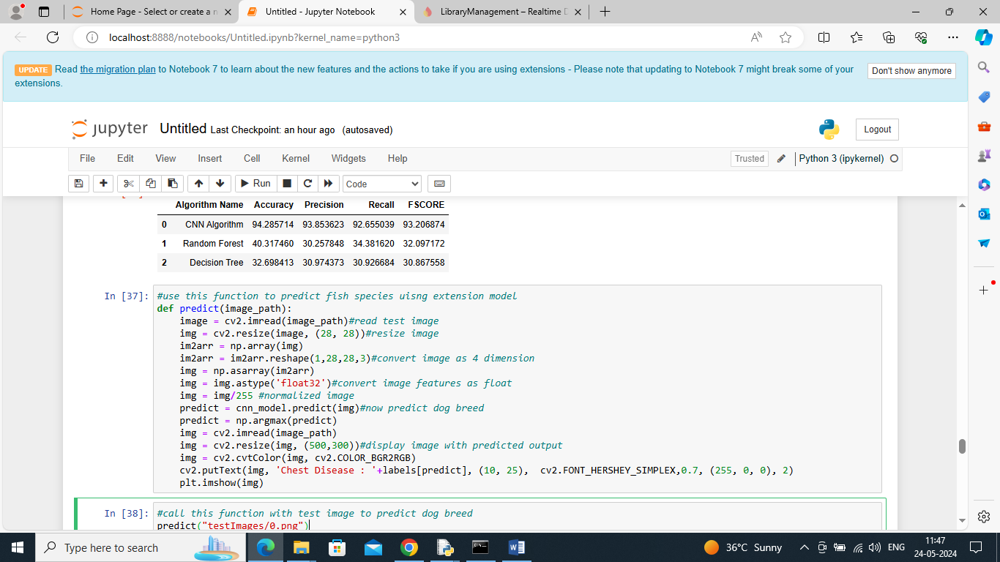 Home Page - Select or create a n
Untitled - Jupyter Notebook
LibraryManagement – Realtime D
localhost:8888/notebooks/Untitled.ipynb?kernel_name=python3
UPDATE Read the migration plan to Notebook 7 to learn about the new features and the actions to take if you are using extensions - Please note that updating to Notebook 7 might break some of your
extensions.
Don't show anymore
jupyter Untitled Last Checkpoint: an hour ago (autosaved)
Logout
File Edit View Insert Cell Kernel Widgets Help
Trusted Python 3 (ipykernel)
Run Code
Algorithm Name Accuracy Precision Recall FSCORE
0 CNN Algorithm 94.285714 93.853623 92.655039 93.206874
1 Random Forest 40.317460 30.257848 34.381620 32.097172
2 Decision Tree 32.698413 30.974373 30.926684 30.867558
In [37]: #use this function to predict fish species uisng extension model
def predict(image_path):
    image = cv2.imread(image_path)#read test image
    img = cv2.resize(image, (28, 28))#resize image
    im2arr = np.array(img)
    im2arr = im2arr.reshape(1,28,28,3)#convert image as 4 dimension
    img = np.asarray(im2arr)
    img = img.astype('float32')#convert image features as float
    img = img/255 #normalized image
    predict = cnn_model.predict(img)#now predict dog breed
    predict = np.argmax(predict)
    img = cv2.imread(image_path)
    img = cv2.resize(img, (500,300))#display image with predicted output
    img = cv2.cvtColor(img, cv2.COLOR_BGR2RGB)
    cv2.putText(img, 'Chest Disease : '+labels[predict], (10, 25),  cv2.FONT_HERSHEY_SIMPLEX,0.7, (255, 0, 0), 2)
    plt.imshow(img)
In [38]: #call this function with test image to predict dog breed
predict("testImages/0.png")
Type here to search
36°C Sunny
ENG
11:47
24-05-2024